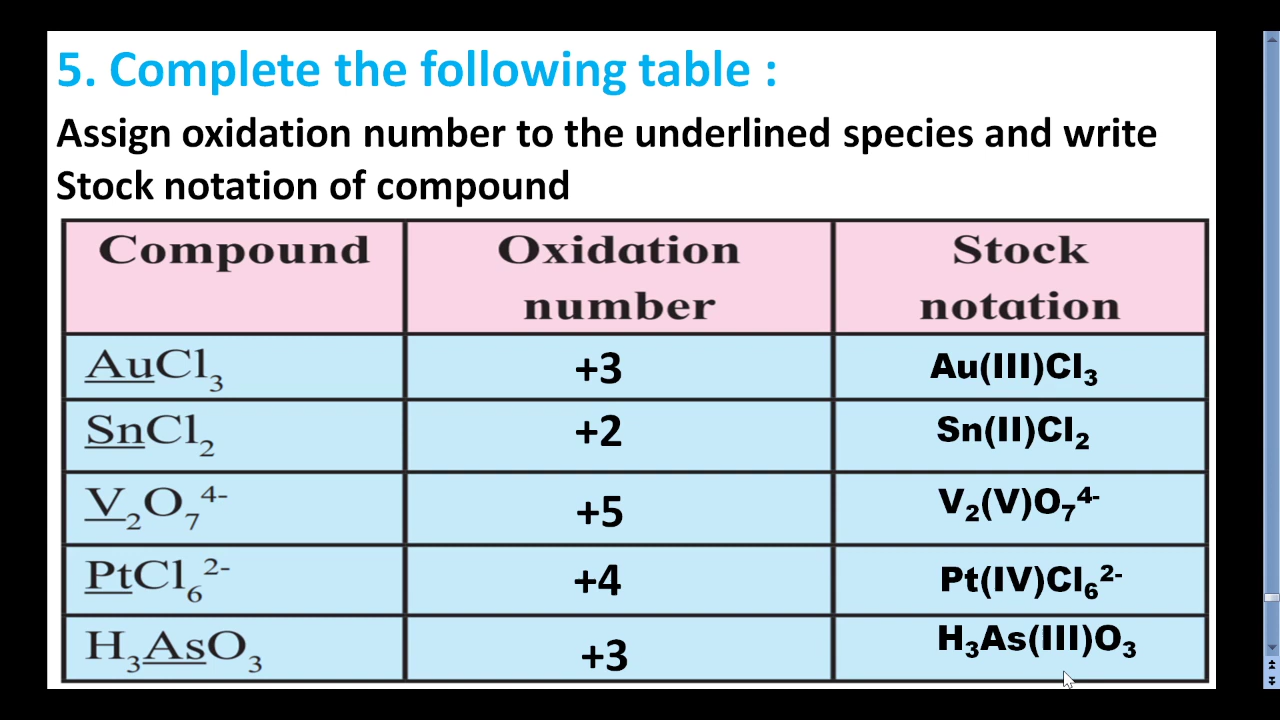 5. Complete the following table :
Assign oxidation number to the underlined species and write
Stock notation of compound
Compound Oxidation number Stock notation
AuCl₃ +3 Au(III)Cl₃
SnCl₂ +2 Sn(II)Cl₂
V₂O₇⁴⁻ +5 V₂(V)O₇⁴⁻
PtCl₆²⁻ +4 Pt(IV)Cl₆²⁻
H₃AsO₃ +3 H₃As(III)O₃